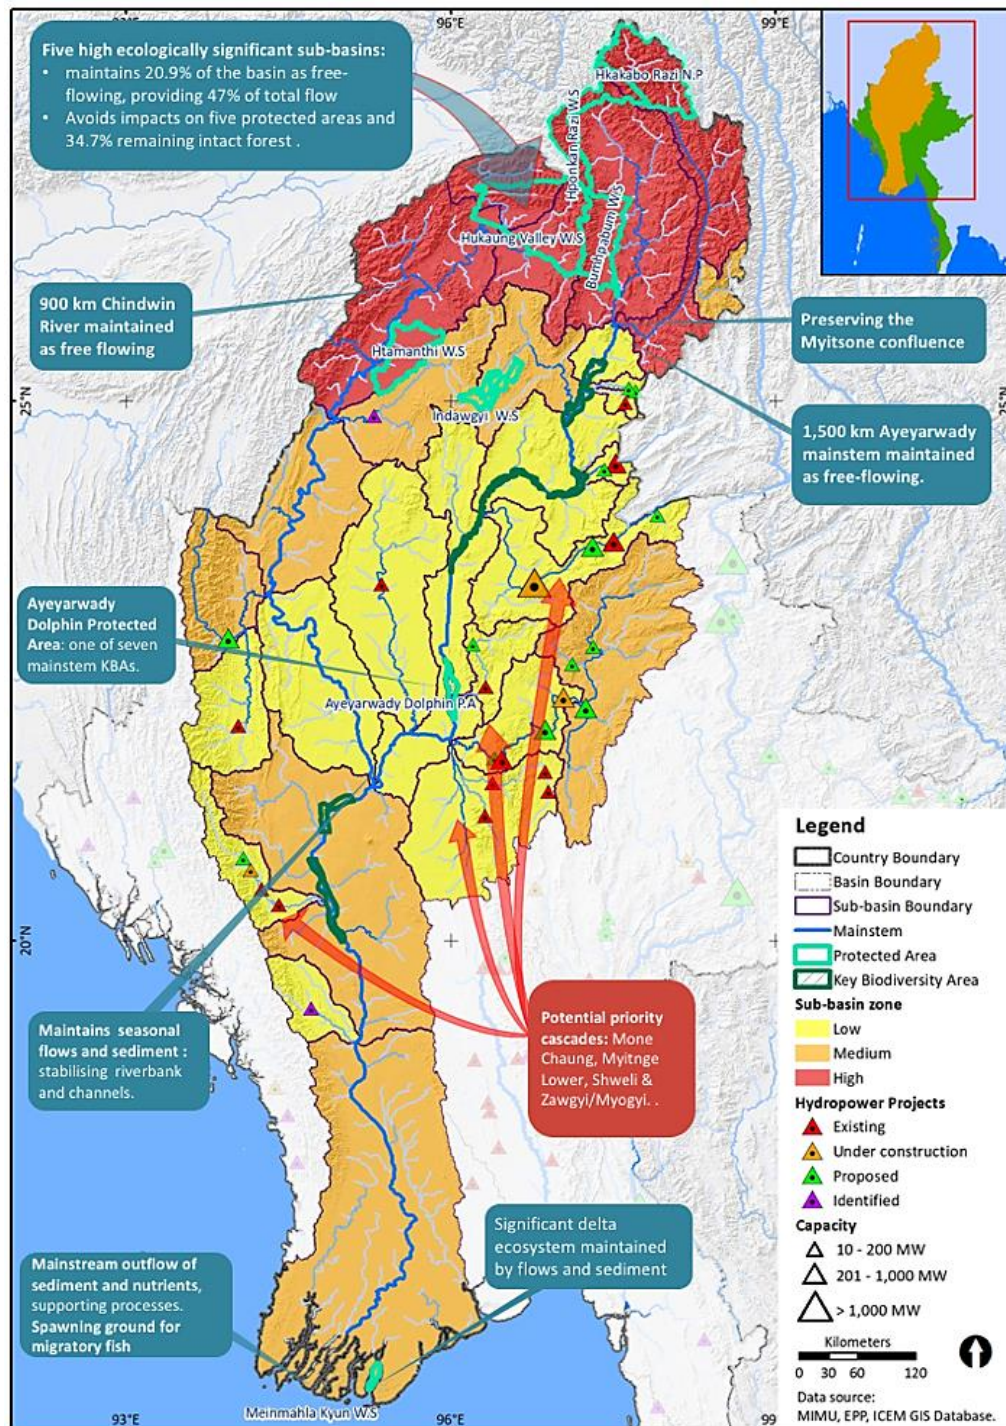 96°E
99°E
Five high ecologically significant sub-basins:
• maintains 20.9% of the basin as free-
flowing, providing 47% of total flow
• Avoids impacts on five protected areas and
34.7% remaining intact forest .
Hkakabo Razi N.P
Hponkan Razi W.S
Hukaung Valley W.S
Bumhpabum W.S
900 km Chindwin
River maintained
as free flowing
Preserving the
Myitsone confluence
Htamanthi W.S
Indawgyi W.S
25°N
25°N
1,500 km Ayeyarwady
mainstem maintained
as free-flowing.
Ayeyarwady
Dolphin Protected
Area: one of seven
mainstem KBAs.
Ayeyarwady Dolphin P.A
20°N
Maintains seasonal
flows and sediment :
stabilising riverbank
and channels.
Potential priority
cascades: Mone
Chaung, Myitnge
Lower, Shweli &
Zawgyi/Myogyi. .
Significant delta
ecosystem maintained
by flows and sediment
Mainstream outflow of
sediment and nutrients,
supporting processes.
Spawning ground for
migratory fish
Meinmahla Kyun W.S
93°E
96°E
99
Legend
Country Boundary
Basin Boundary
Sub-basin Boundary
Mainstem
Protected Area
Key Biodiversity Area
Sub-basin zone
Low
Medium
High
Hydropower Projects
Existing
Under construction
Proposed
Identified
Capacity
10 - 200 MW
201 - 1,000 MW
> 1,000 MW
Kilometers
0 30 60 120
Data source:
MIMU, EPP, ICEM GIS Database.